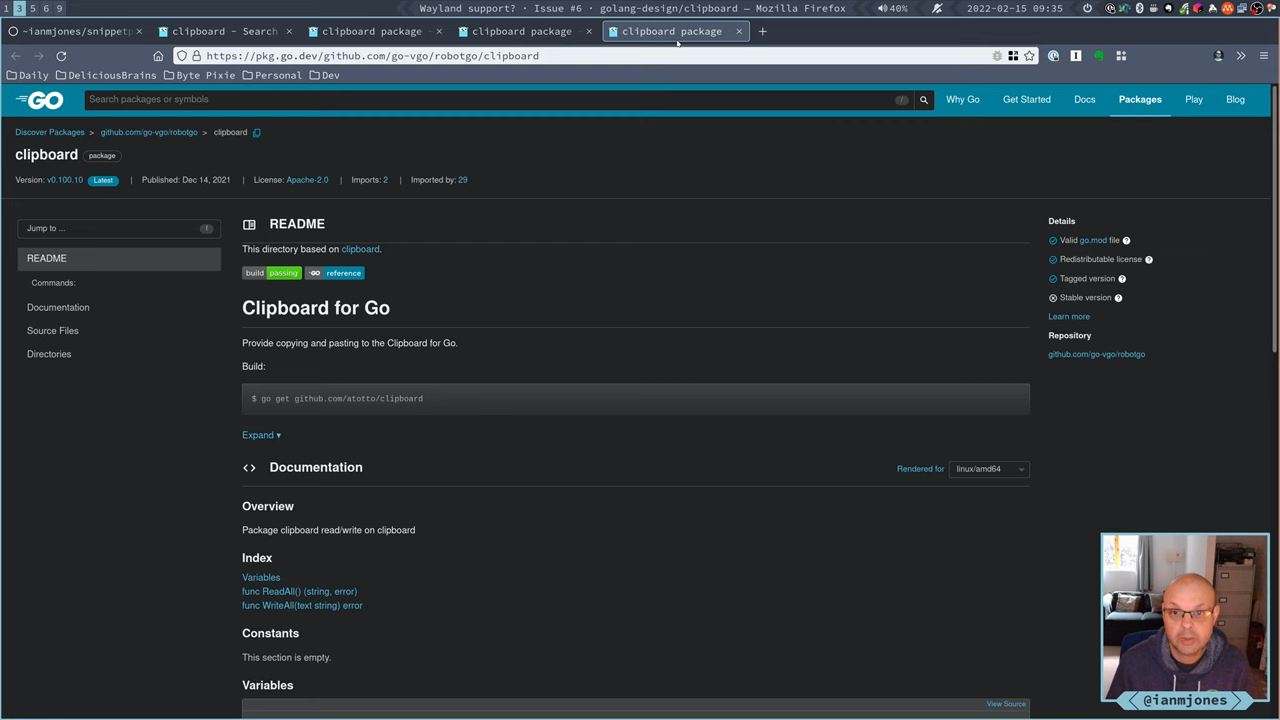 1 3 5 6 9
Wayland support? · Issue #6 · golang-design/clipboard — Mozilla Firefox
40%
2022-02-15 09:35
~ianmjones/snippetp ×
clipboard - Search ×
clipboard package - ×
clipboard package - ×
clipboard package ×
+
https://pkg.go.dev/github.com/go-vgo/robotgo/clipboard
Daily DeliciousBrains Byte Pixie Personal Dev
GO
Search packages or symbols
/
Why Go Get Started Docs Packages Play Blog
Discover Packages > github.com/go-vgo/robotgo > clipboard
clipboard package
Version: v0.100.10 Latest | Published: Dec 14, 2021 | License: Apache-2.0 | Imports: 2 | Imported by: 29
Jump to ...
f
README
Commands:
Documentation
Source Files
Directories
README
This directory based on clipboard.
build passing GO reference
Clipboard for Go
Provide copying and pasting to the Clipboard for Go.
Build:
$ go get github.com/atotto/clipboard
Expand ▾
<> Documentation
Rendered for linux/amd64
Overview
Package clipboard read/write on clipboard
Index
Variables
func ReadAll() (string, error)
func WriteAll(text string) error
Constants
This section is empty.
Variables
View Source
Details
Valid go.mod file ?
Redistributable license ?
Tagged version ?
Stable version ?
Learn more
Repository
github.com/go-vgo/robotgo
@ianmjones